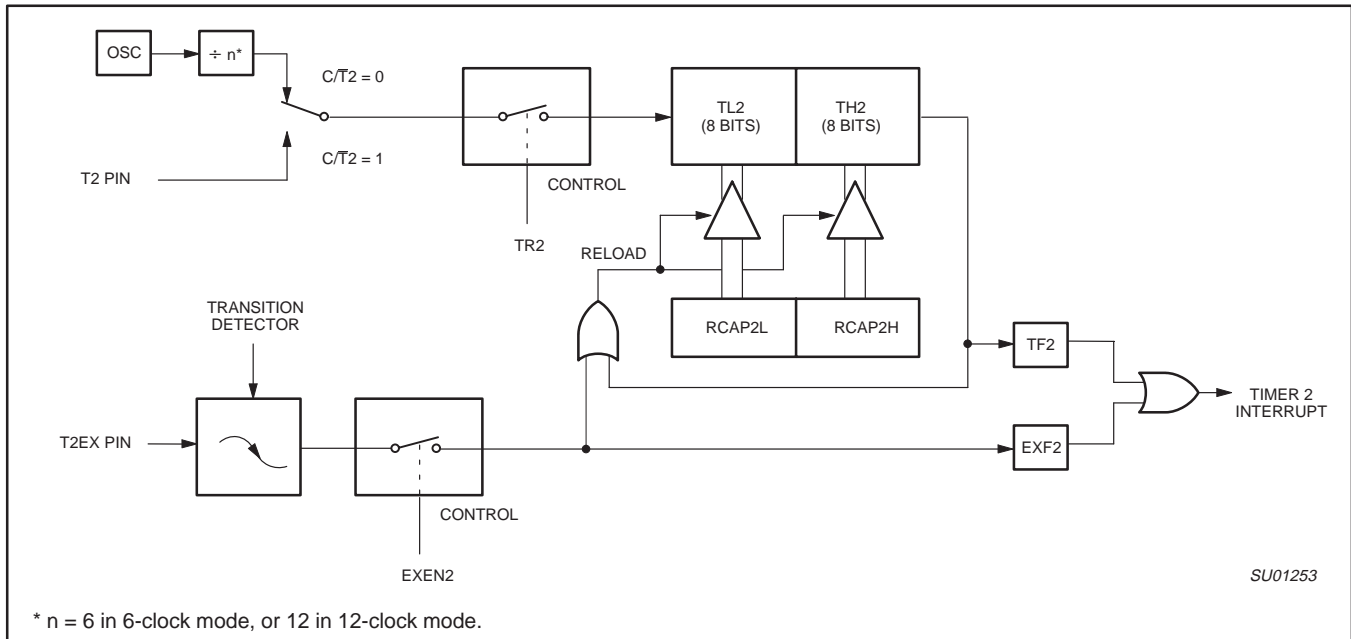 OSC
÷ n*
C/T̅2 = 0
C/T̅2 = 1
T2 PIN
TL2
(8 BITS)
TH2
(8 BITS)
CONTROL
TR2
RELOAD
TRANSITION
DETECTOR
RCAP2L
RCAP2H
TF2
TIMER 2
INTERRUPT
T2EX PIN
EXF2
CONTROL
EXEN2
SU01253
* n = 6 in 6-clock mode, or 12 in 12-clock mode.